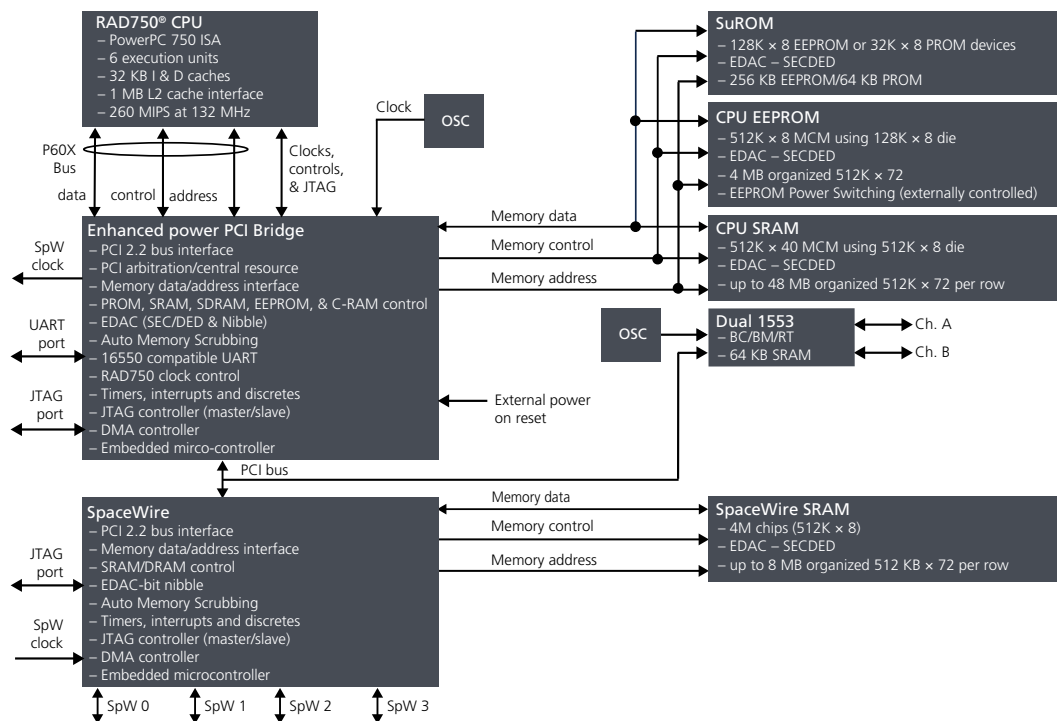 RAD750® CPU
– PowerPC 750 ISA
– 6 execution units
– 32 KB I & D caches
– 1 MB L2 cache interface
– 260 MIPS at 132 MHz
Clock
OSC
SuROM
– 128K × 8 EEPROM or 32K × 8 PROM devices
– EDAC – SECDED
– 256 KB EEPROM/64 KB PROM
CPU EEPROM
– 512K × 8 MCM using 128K × 8 die
– EDAC – SECDED
– 4 MB organized 512K × 72
– EEPROM Power Switching (externally controlled)
CPU SRAM
– 512K × 40 MCM using 512K × 8 die
– EDAC – SECDED
– up to 48 MB organized 512K × 72 per row
P60X
Bus
data
control
address
Clocks,
controls,
& JTAG
Enhanced power PCI Bridge
– PCI 2.2 bus interface
– PCI arbitration/central resource
– Memory data/address interface
– PROM, SRAM, SDRAM, EEPROM, & C-RAM control
– EDAC (SEC/DED & Nibble)
– Auto Memory Scrubbing
– 16550 compatible UART
– RAD750 clock control
– Timers, interrupts and discretes
– JTAG controller (master/slave)
– DMA controller
– Embedded mirco-controller
SpW
clock
UART
port
JTAG
port
Memory data
Memory control
Memory address
OSC
Dual 1553
– BC/BM/RT
– 64 KB SRAM
Ch. A
Ch. B
External power
on reset
PCI bus
SpaceWire
– PCI 2.2 bus interface
– Memory data/address interface
– SRAM/DRAM control
– EDAC-bit nibble
– Auto Memory Scrubbing
– Timers, interrupts and discretes
– JTAG controller (master/slave)
– DMA controller
– Embedded microcontroller
JTAG
port
SpW
clock
Memory data
Memory control
Memory address
SpaceWire SRAM
– 4M chips (512K × 8)
– EDAC – SECDED
– up to 8 MB organized 512 KB × 72 per row
SpW 0
SpW 1
SpW 2
SpW 3